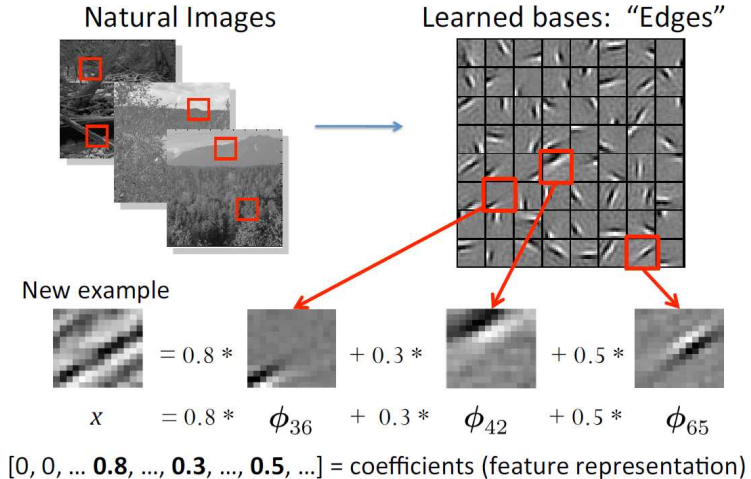 Natural Images
Learned bases: "Edges"
New example
= 0.8 * + 0.3 * + 0.5 *
x = 0.8 * ϕ36 + 0.3 * ϕ42 + 0.5 * ϕ65
[0, 0, ... 0.8, ..., 0.3, ..., 0.5, ...] = coefficients (feature representation)